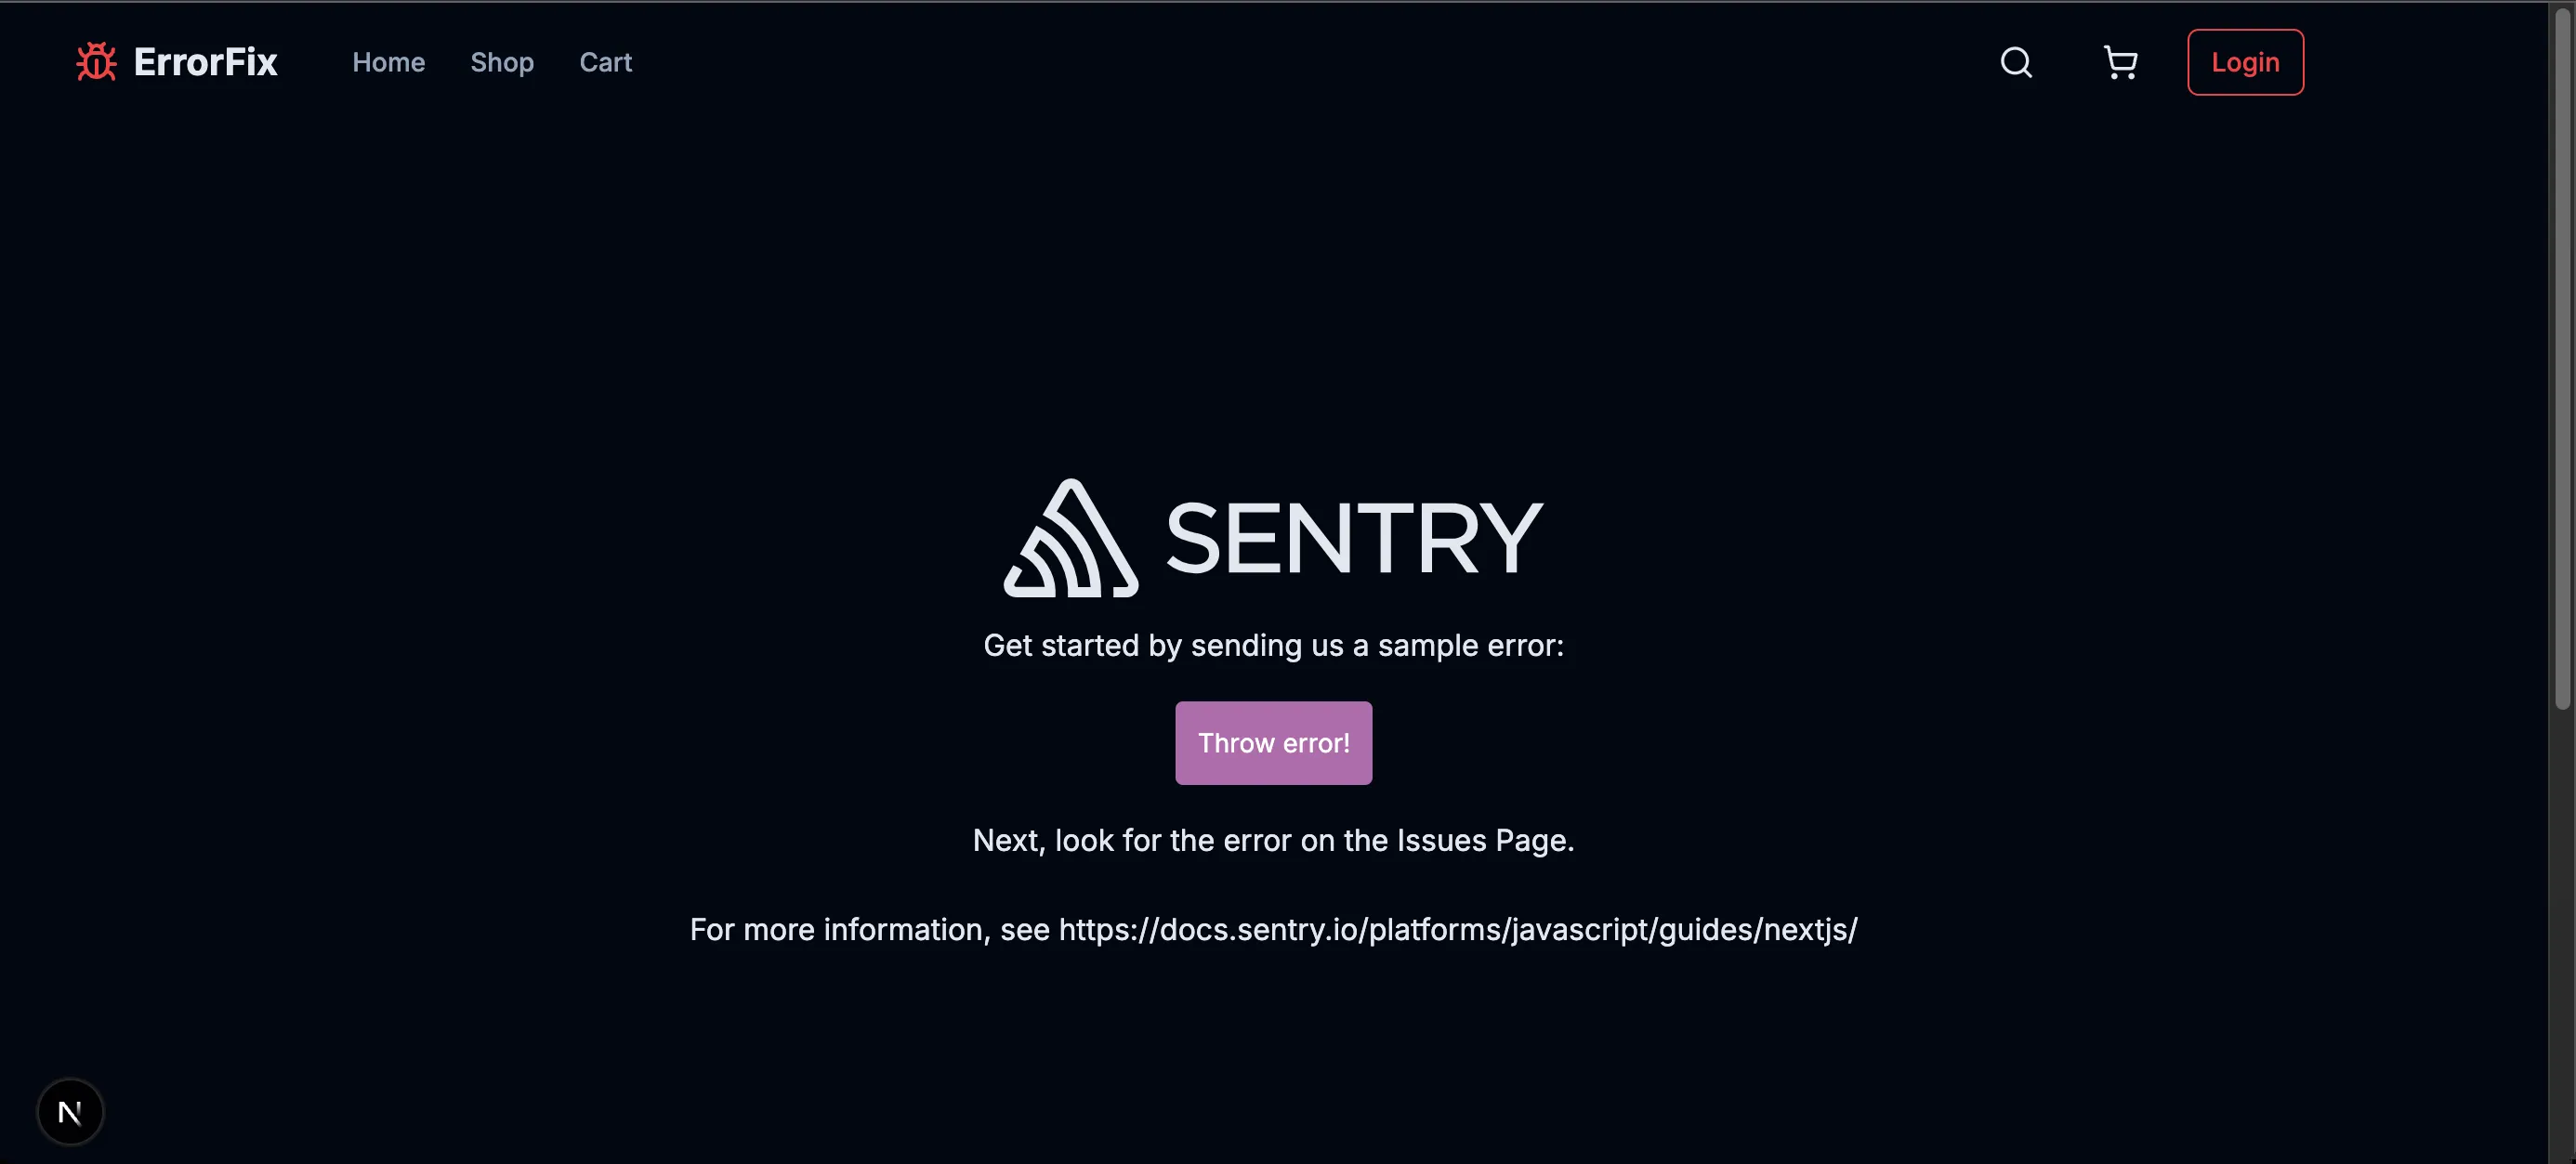 ErrorFix
Home
Shop
Cart
Login
SENTRY
Get started by sending us a sample error:
Throw error!
Next, look for the error on the Issues Page.
For more information, see https://docs.sentry.io/platforms/javascript/guides/nextjs/
N